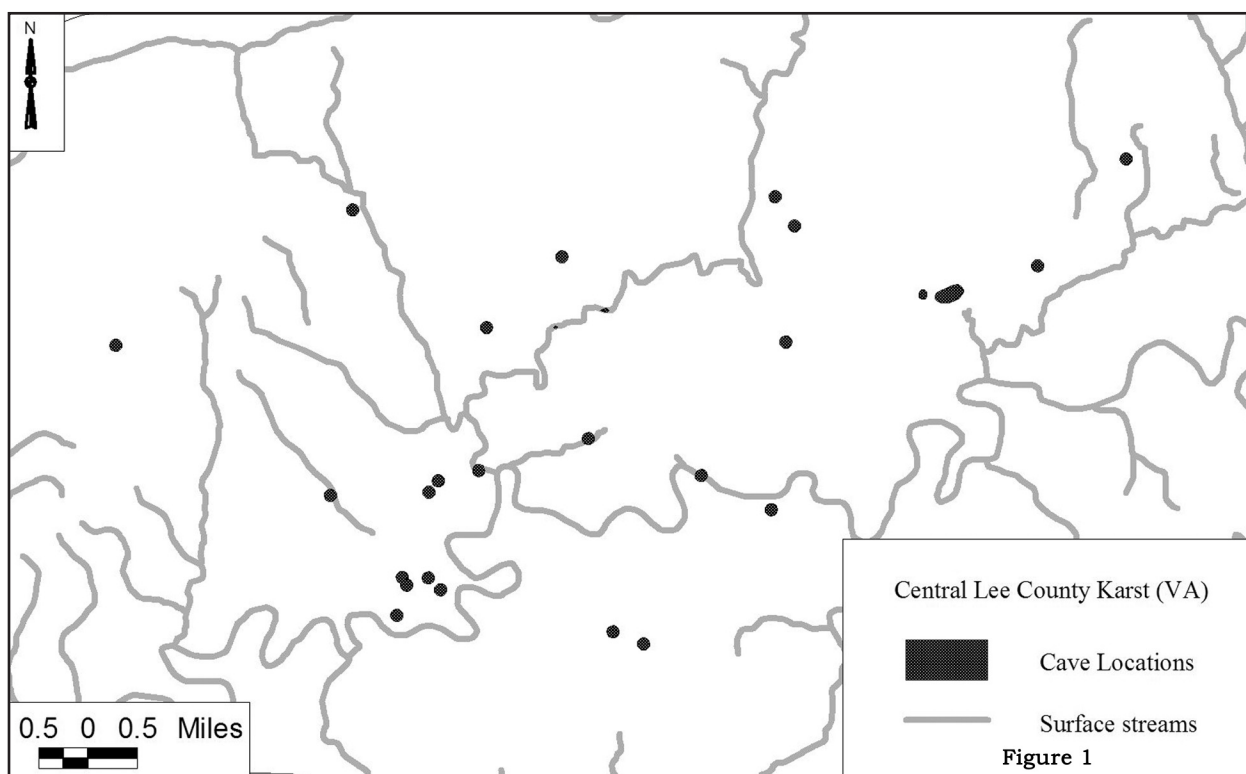 N
Central Lee County Karst (VA)
Cave Locations
Surface streams
Figure 1
0.5 0 0.5 Miles